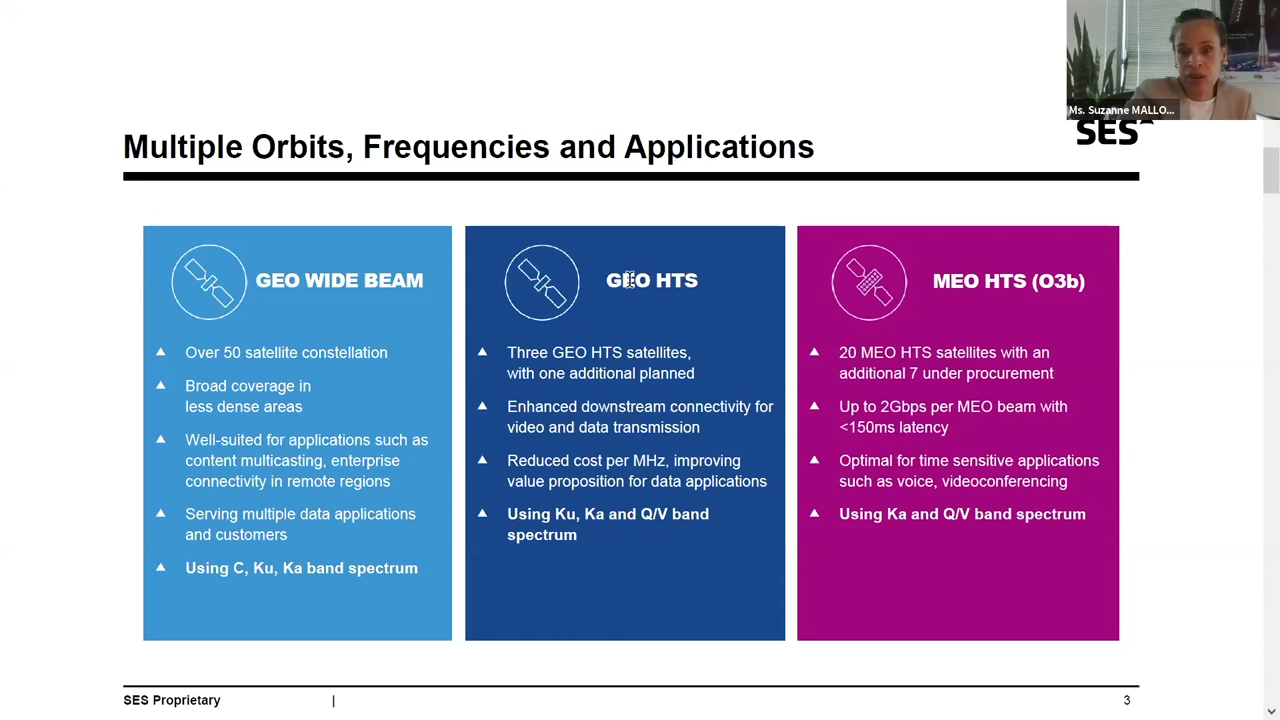 Ms. Suzanne MALLO...
SES
Multiple Orbits, Frequencies and Applications
GEO WIDE BEAM
Over 50 satellite constellation
Broad coverage in
less dense areas
Well-suited for applications such as
content multicasting, enterprise
connectivity in remote regions
Serving multiple data applications
and customers
Using C, Ku, Ka band spectrum
GEO HTS
Three GEO HTS satellites,
with one additional planned
Enhanced downstream connectivity for
video and data transmission
Reduced cost per MHz, improving
value proposition for data applications
Using Ku, Ka and Q/V band
spectrum
MEO HTS (O3b)
20 MEO HTS satellites with an
additional 7 under procurement
Up to 2Gbps per MEO beam with
<150ms latency
Optimal for time sensitive applications
such as voice, videoconferencing
Using Ka and Q/V band spectrum
SES Proprietary |
3